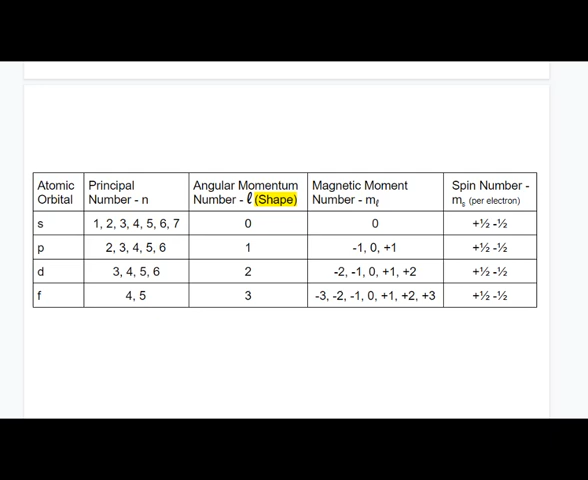 Atomic Orbital
Principal Number - n
Angular Momentum Number - ℓ (Shape)
Magnetic Moment Number - mℓ
Spin Number - ms (per electron)
s
1, 2, 3, 4, 5, 6, 7
0
0
+½ -½
p
2, 3, 4, 5, 6
1
-1, 0, +1
+½ -½
d
3, 4, 5, 6
2
-2, -1, 0, +1, +2
+½ -½
f
4, 5
3
-3, -2, -1, 0, +1, +2, +3
+½ -½